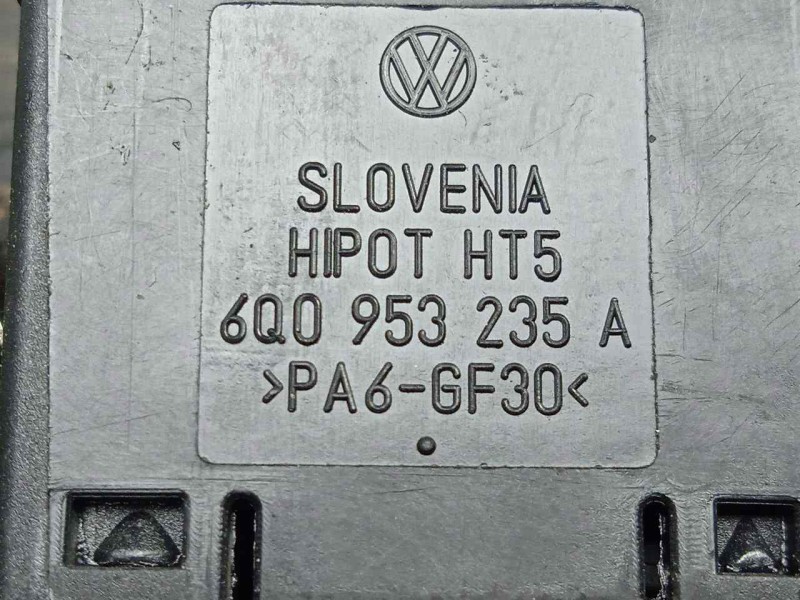 SLOVENIA
HIPOT HT5
6Q0 953 235 A
>PA6-GF30<